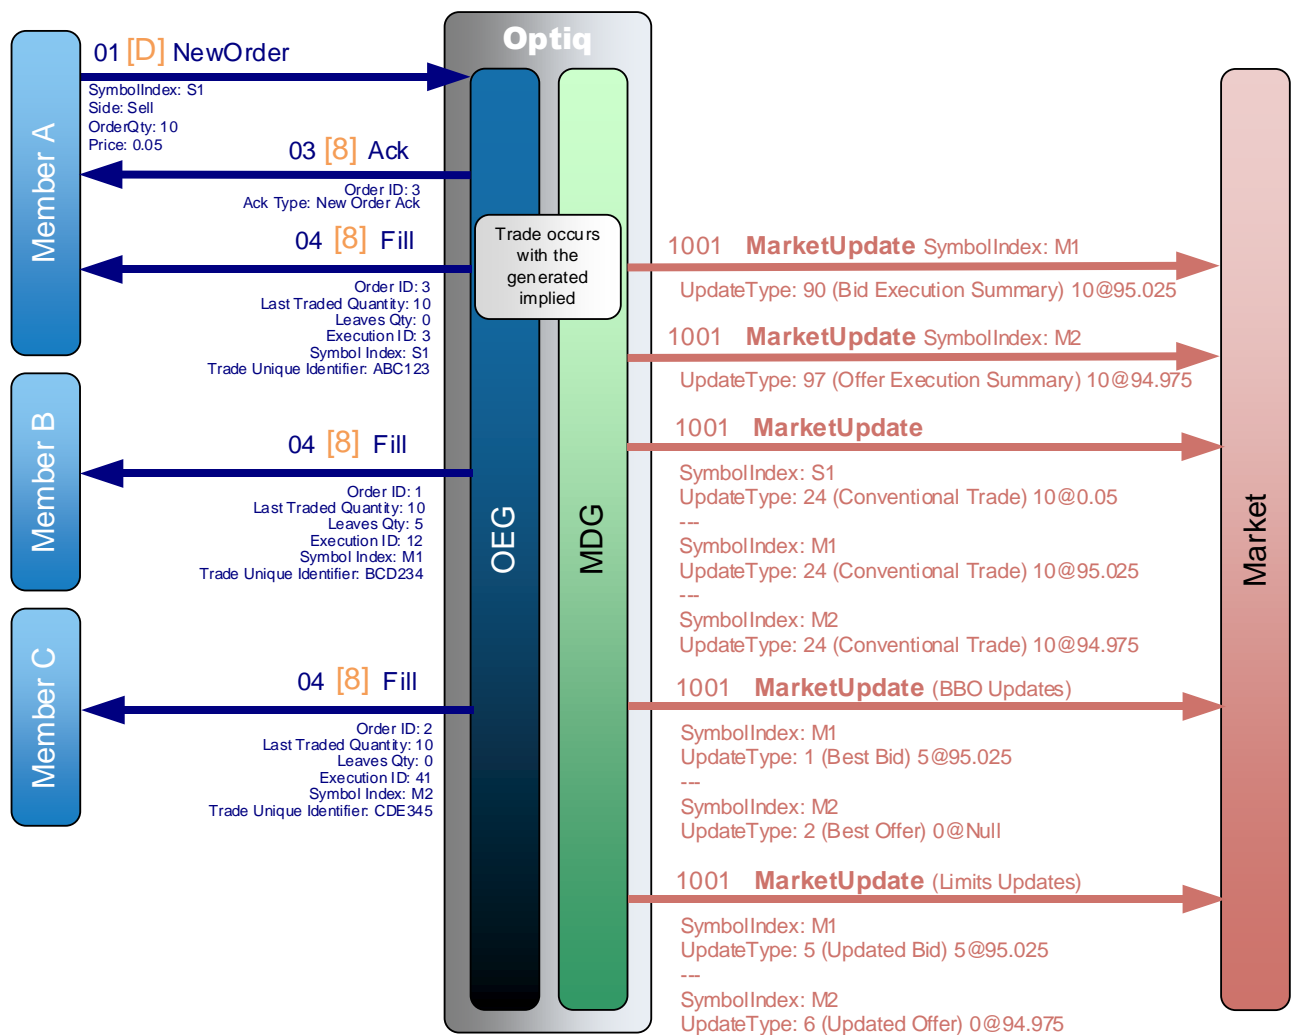 Optiq
Member A
01 [D] NewOrder
SymbolIndex: S1
Side: Sell
OrderQty: 10
Price: 0.05
03 [8] Ack
Order ID: 3
Ack Type: New Order Ack
04 [8] Fill
Order ID: 3
Last Traded Quantity: 10
Leaves Qty: 0
Execution ID: 3
Symbol Index: S1
Trade Unique Identifier: ABC123
Member B
04 [8] Fill
Order ID: 1
Last Traded Quantity: 10
Leaves Qty: 5
Execution ID: 12
Symbol Index: M1
Trade Unique Identifier: BCD234
Member C
04 [8] Fill
Order ID: 2
Last Traded Quantity: 10
Leaves Qty: 0
Execution ID: 41
Symbol Index: M2
Trade Unique Identifier: CDE345
OEG
MDG
Trade occurs
with the
generated
implied
1001 MarketUpdate SymbolIndex: M1
UpdateType: 90 (Bid Execution Summary) 10@95.025
1001 MarketUpdate SymbolIndex: M2
UpdateType: 97 (Offer Execution Summary) 10@94.975
1001 MarketUpdate
SymbolIndex: S1
UpdateType: 24 (Conventional Trade) 10@0.05
---
SymbolIndex: M1
UpdateType: 24 (Conventional Trade) 10@95.025
---
SymbolIndex: M2
UpdateType: 24 (Conventional Trade) 10@94.975
1001 MarketUpdate (BBO Updates)
SymbolIndex: M1
UpdateType: 1 (Best Bid) 5@95.025
---
SymbolIndex: M2
UpdateType: 2 (Best Offer) 0@Null
1001 MarketUpdate (Limits Updates)
SymbolIndex: M1
UpdateType: 5 (Updated Bid) 5@95.025
---
SymbolIndex: M2
UpdateType: 6 (Updated Offer) 0@94.975
Market